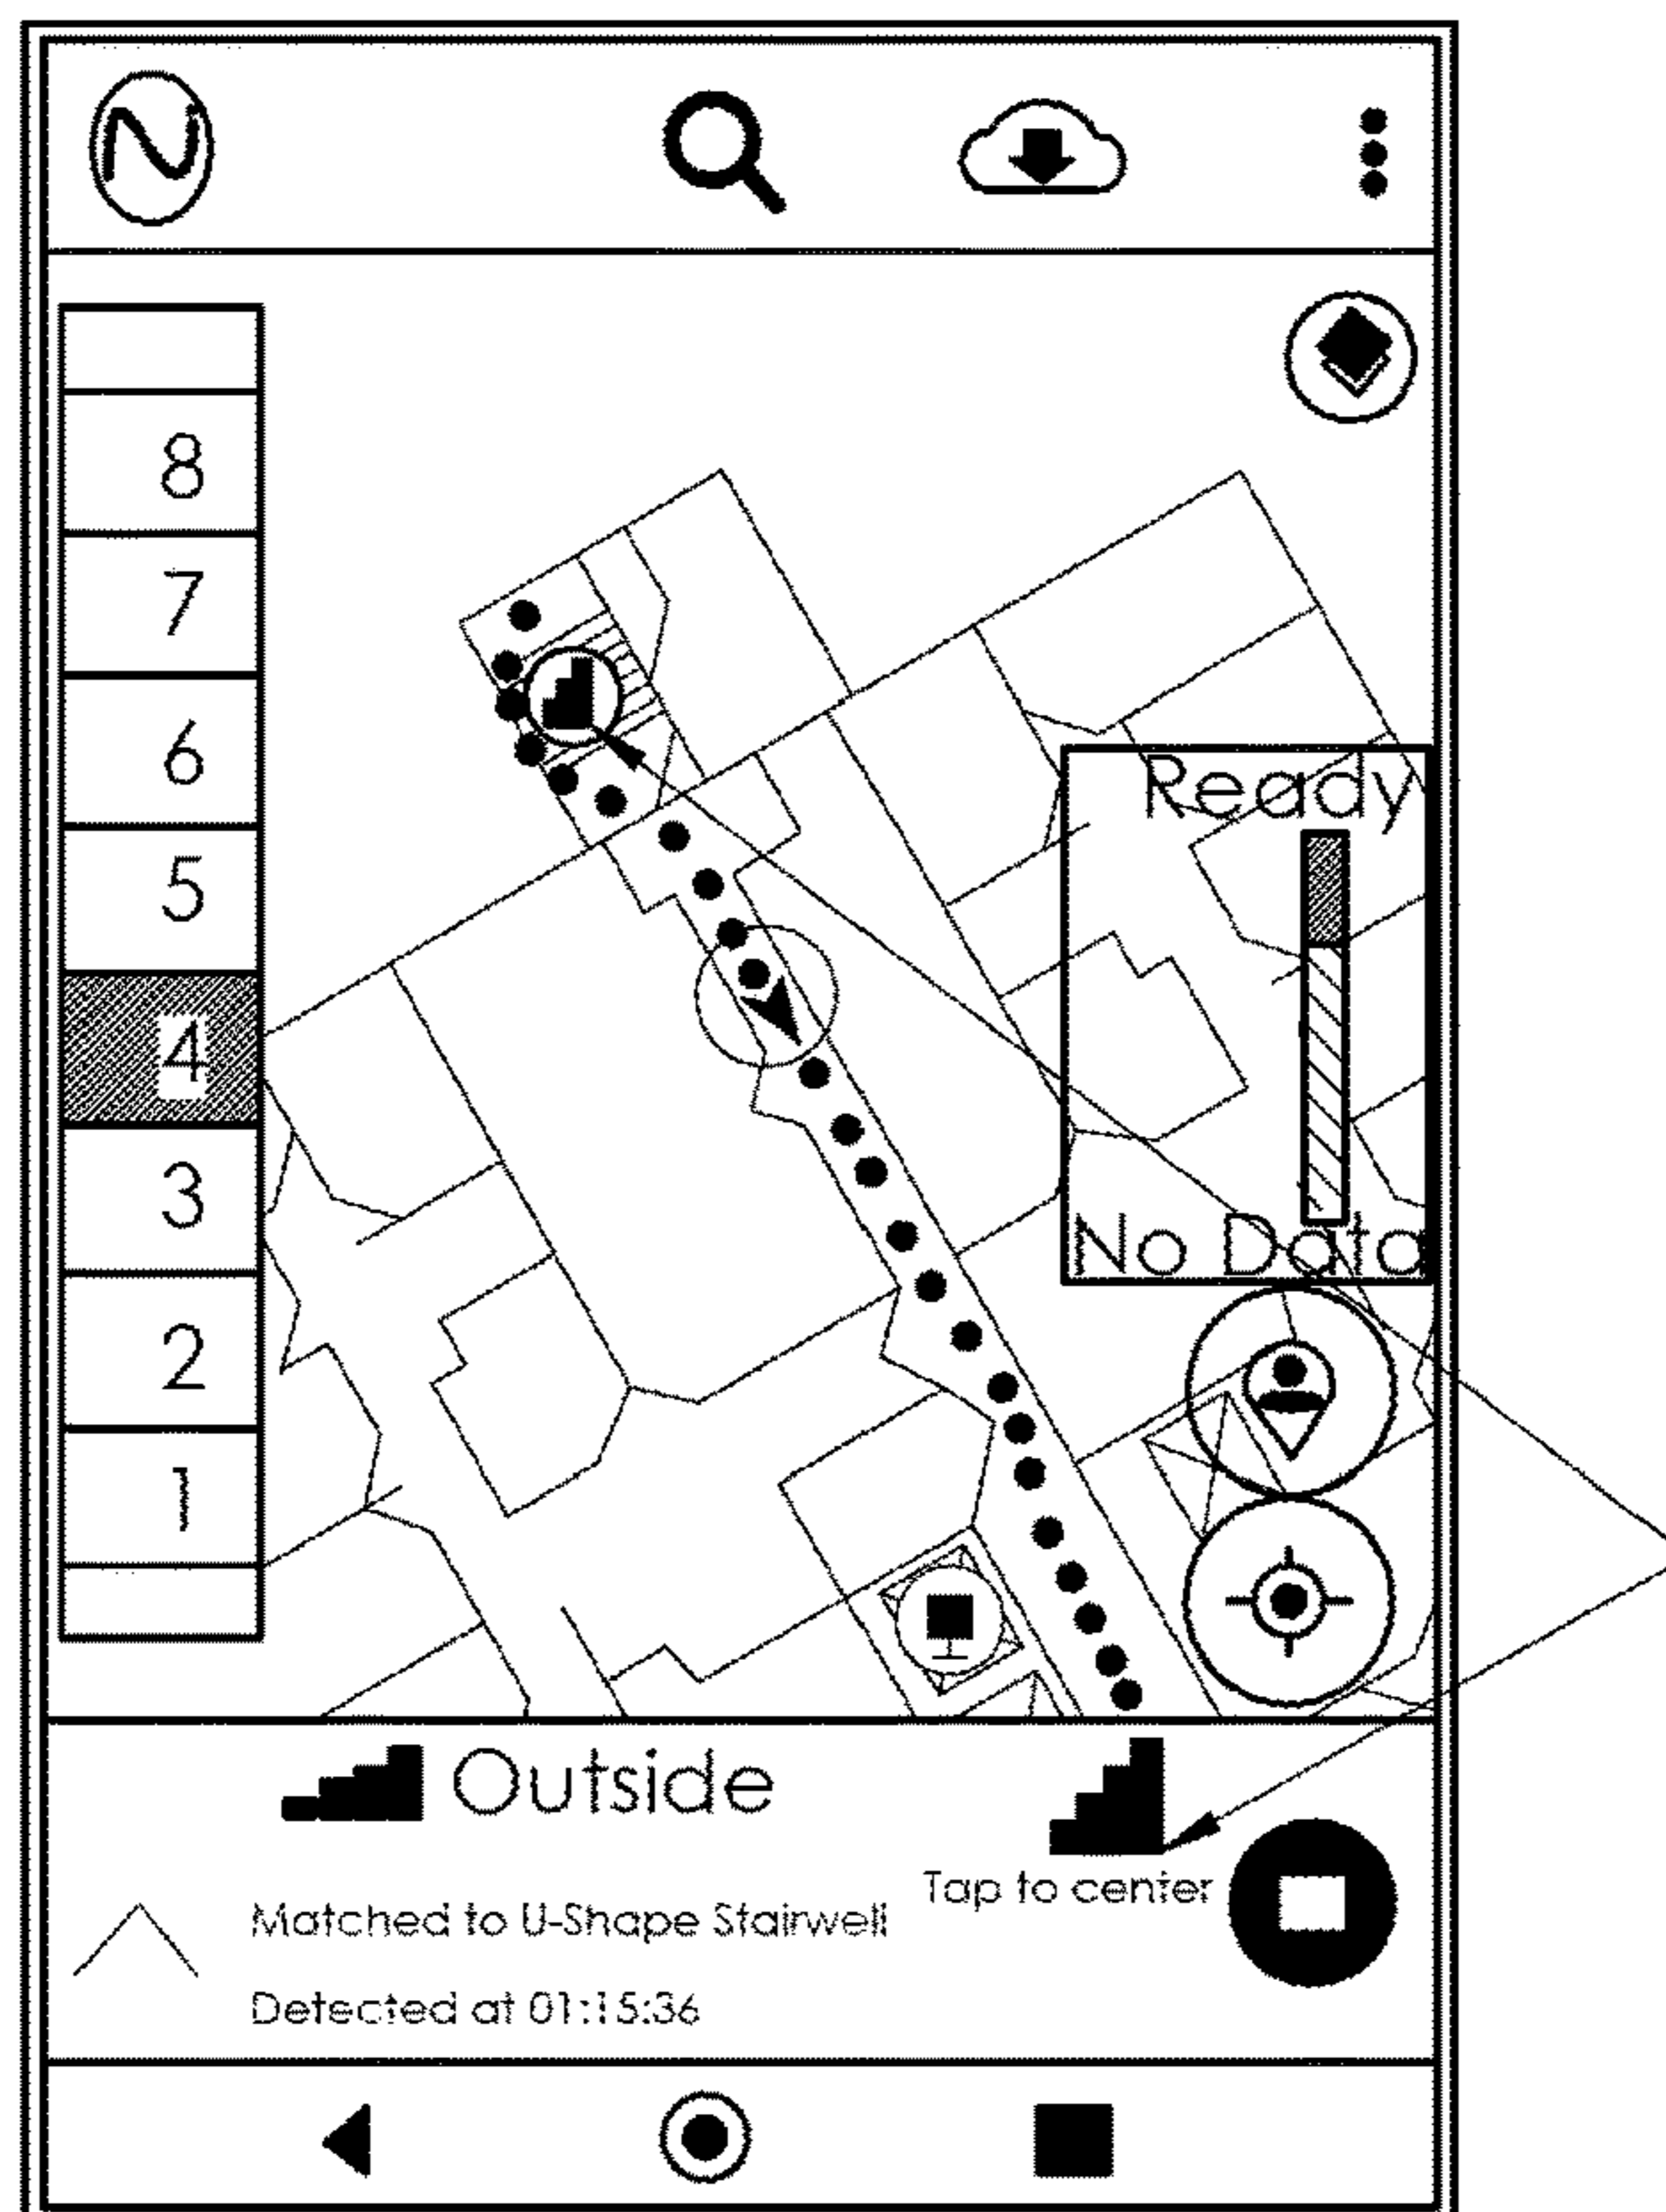 8
7
6
5
4
3
2
1
Ready
No Data
Outside
Tap to center
Matched to U-Shape Stairwell
Detected at 01:15:36